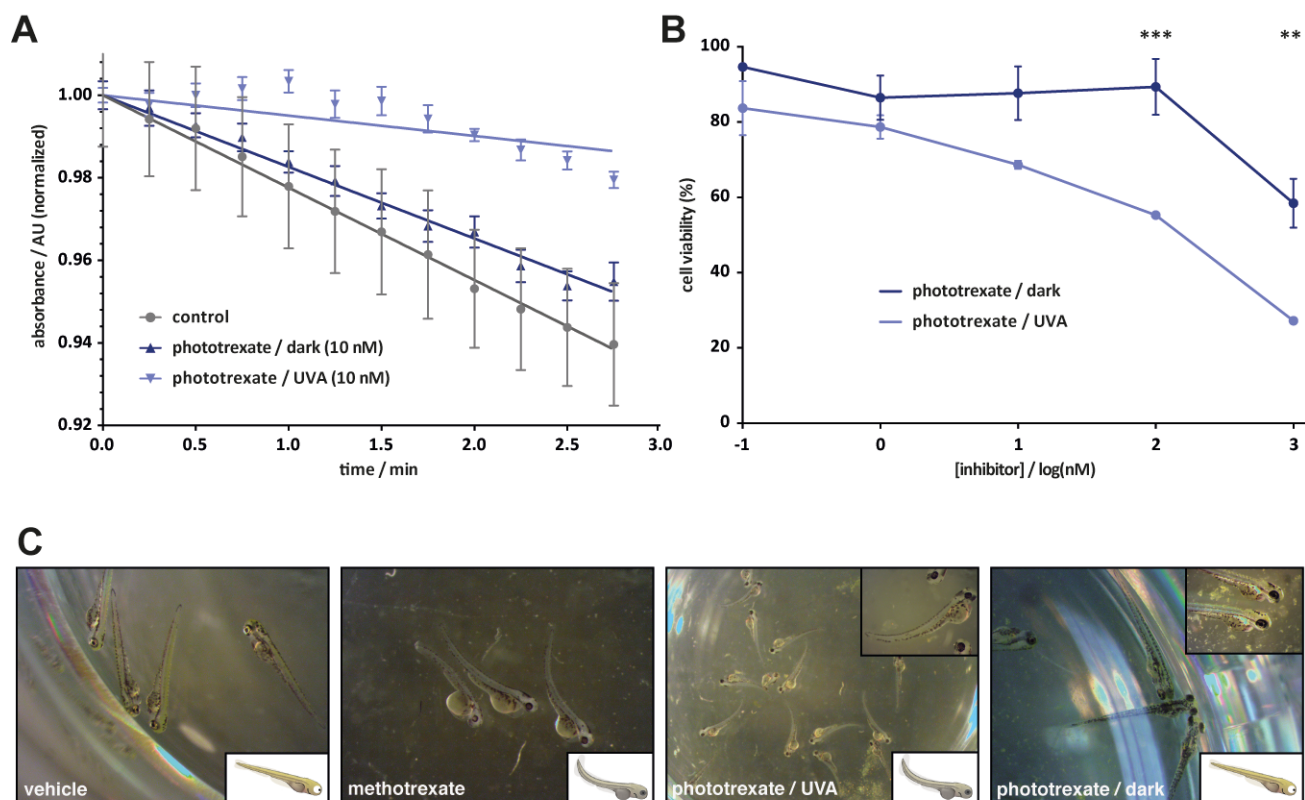 A
absorbance / AU (normalized)
1.00
0.98
0.96
0.94
0.92
control
phototrexate / dark (10 nM)
phototrexate / UVA (10 nM)
0.0 0.5 1.0 1.5 2.0 2.5 3.0
time / min
B
*** **
cell viability (%)
100
80
60
40
20
0
phototrexate / dark
phototrexate / UVA
-1 0 1 2 3
[inhibitor] / log(nM)
C
vehicle
methotrexate
phototrexate / UVA
phototrexate / dark